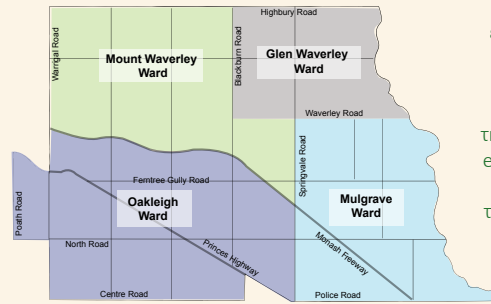 Highbury Road
Warrigal Road
Mount Waverley
Ward
Blackburn Road
Glen Waverley
Ward
Waverley Road
Springvale Road
Ferntree Gully Road
Oakleigh
Ward
Mulgrave
Ward
Poath Road
North Road
Princes Highway
Monash Freeway
Centre Road
Police Road